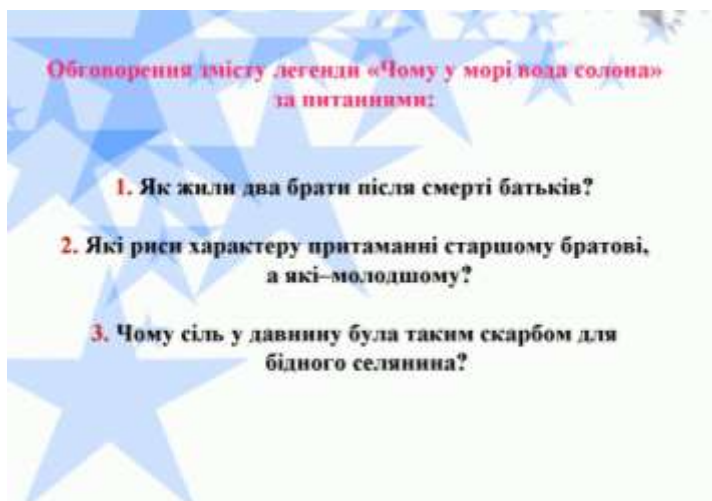 Обговорення змісту легенди «Чому у морі вода солона»
за питаннями:
1. Як жили два брати після смерті батьків?
2. Які риси характеру притаманні старшому братові,
а які–молодшому?
3. Чому сіль у давнину була таким скарбом для
бідного селянина?